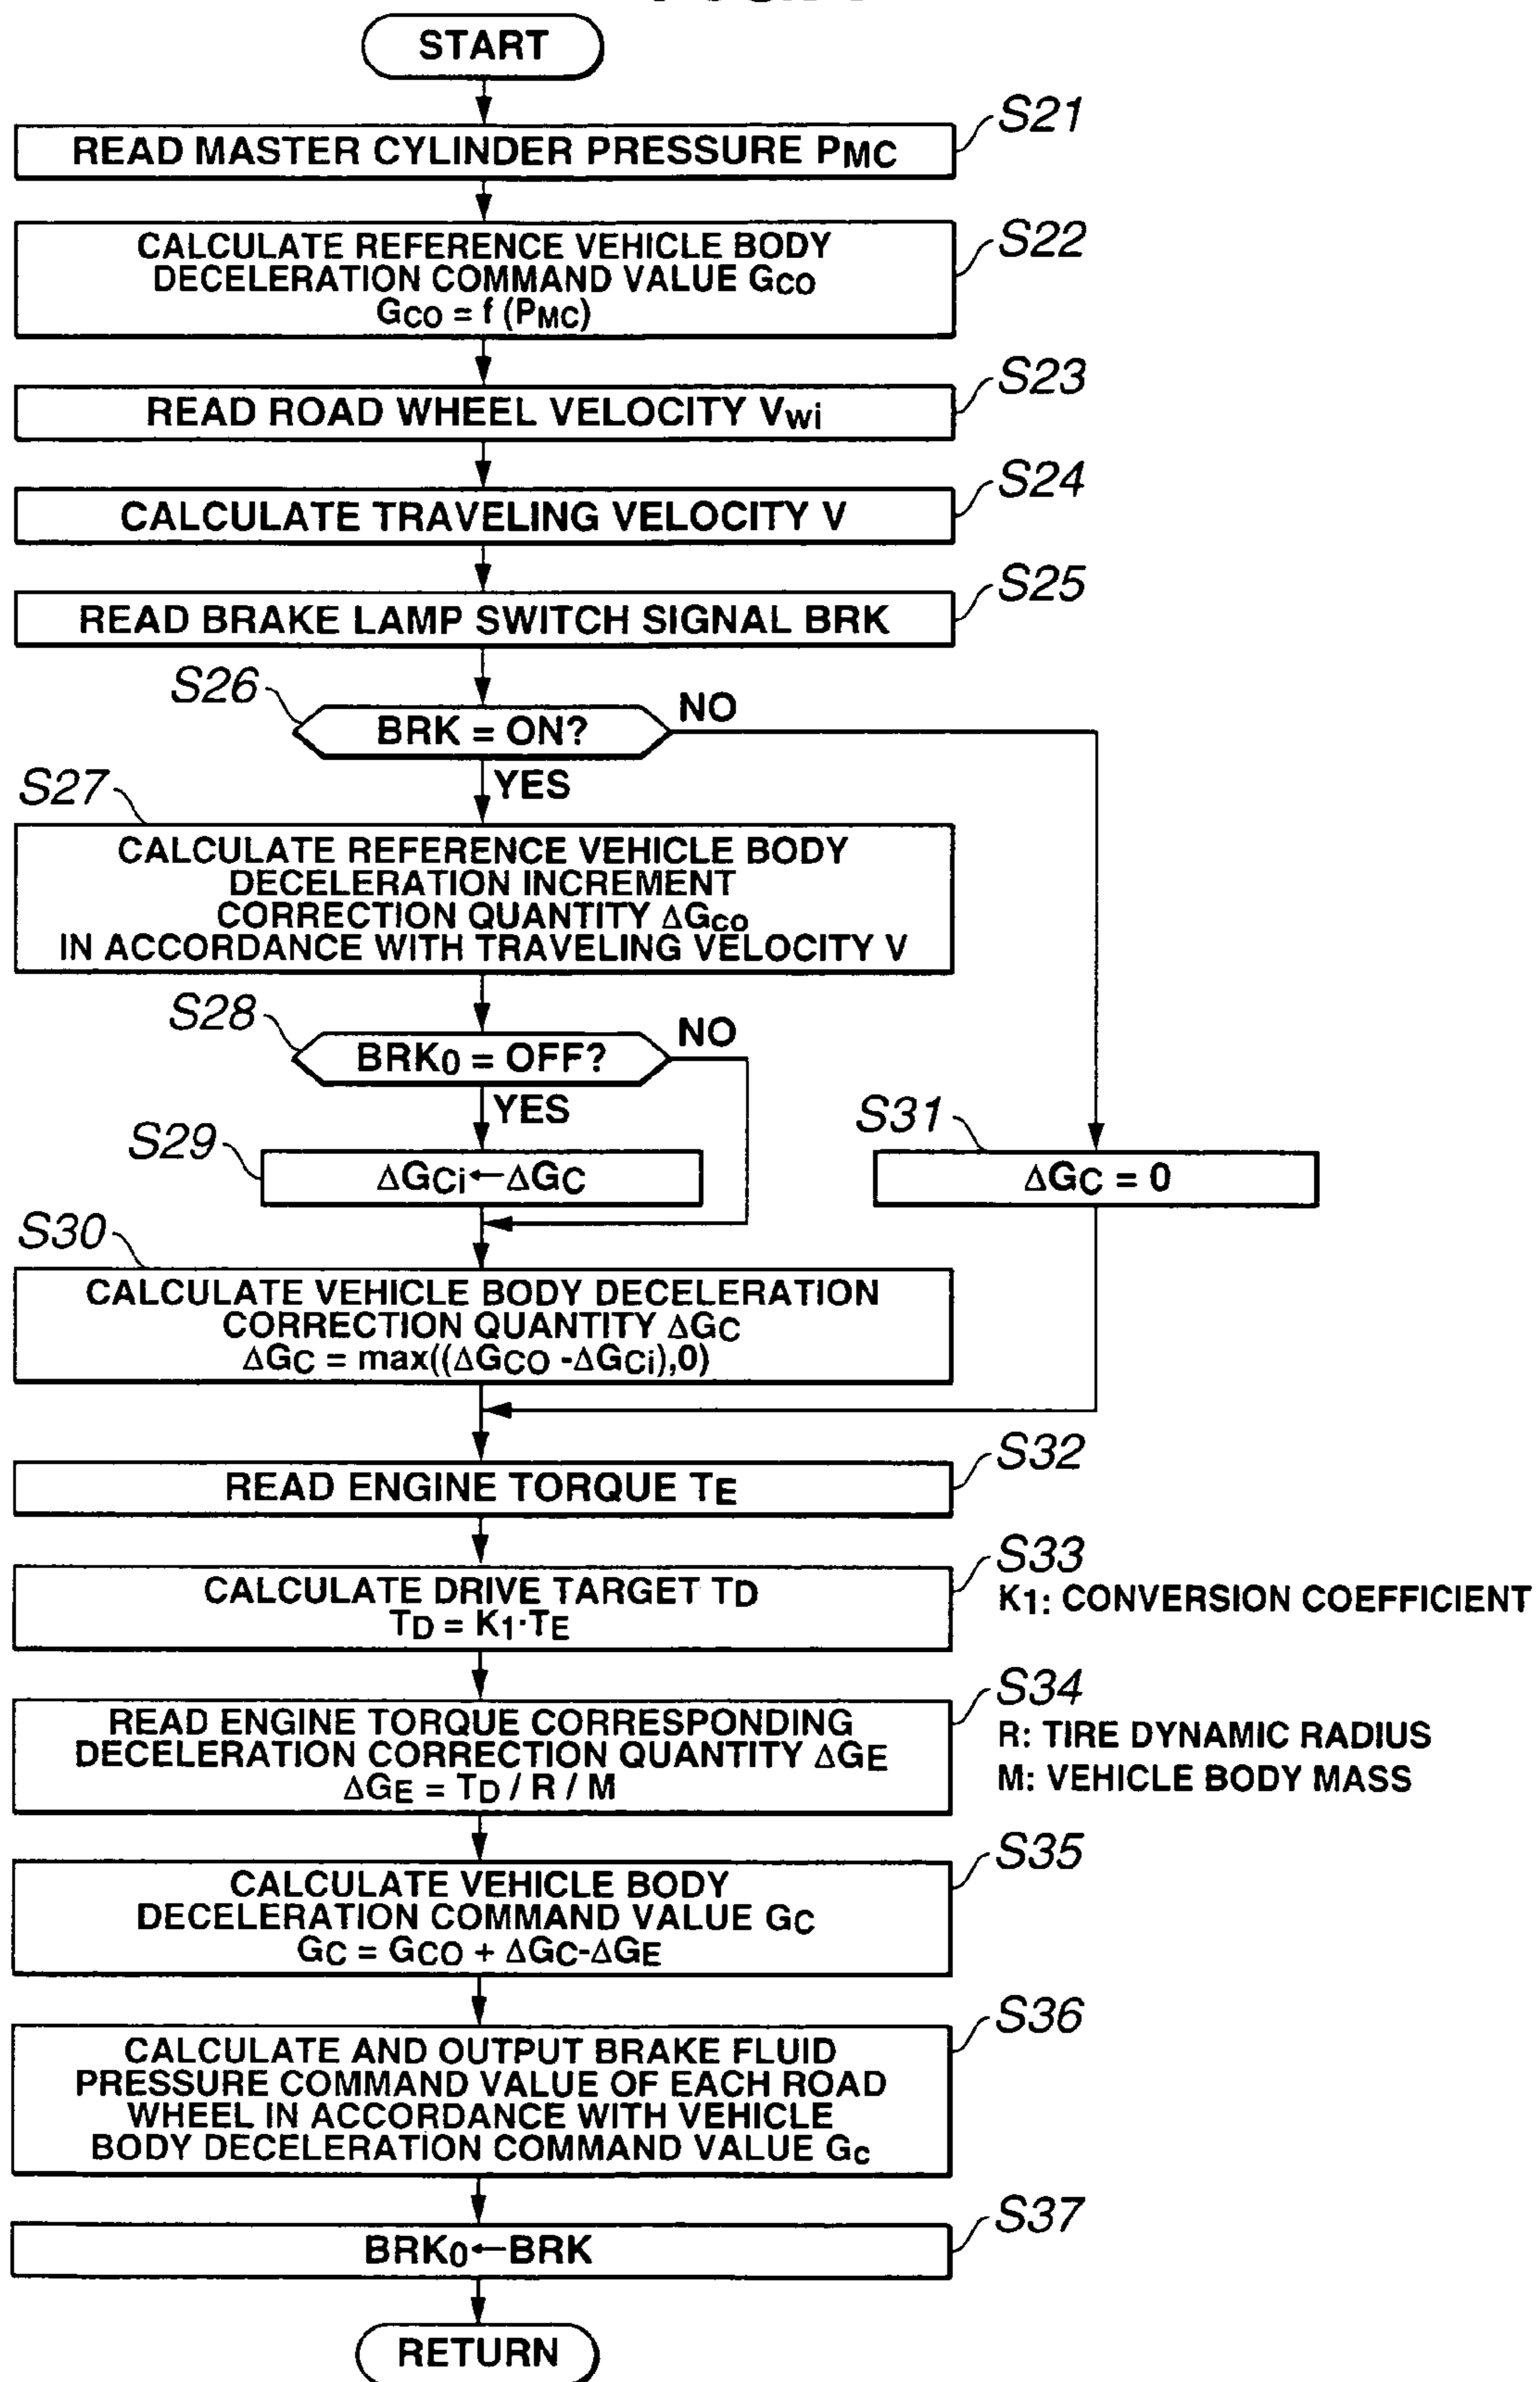 START
S21
READ MASTER CYLINDER PRESSURE PMC
S22
CALCULATE REFERENCE VEHICLE BODY
DECELERATION COMMAND VALUE GCO
GCO = f (PMC)
S23
READ ROAD WHEEL VELOCITY Vwi
S24
CALCULATE TRAVELING VELOCITY V
S25
READ BRAKE LAMP SWITCH SIGNAL BRK
S26
BRK = ON?
NO
YES
S27
CALCULATE REFERENCE VEHICLE BODY
DECELERATION INCREMENT
CORRECTION QUANTITY ΔGco
IN ACCORDANCE WITH TRAVELING VELOCITY V
S28
BRK0 = OFF?
NO
YES
S29
ΔGCi←ΔGC
S31
ΔGC = 0
S30
CALCULATE VEHICLE BODY DECELERATION
CORRECTION QUANTITY ΔGC
ΔGC = max((ΔGCO -ΔGCi),0)
S32
READ ENGINE TORQUE TE
S33
CALCULATE DRIVE TARGET TD
TD = K1·TE
K1: CONVERSION COEFFICIENT
S34
READ ENGINE TORQUE CORRESPONDING
DECELERATION CORRECTION QUANTITY ΔGE
ΔGE = TD / R / M
R: TIRE DYNAMIC RADIUS
M: VEHICLE BODY MASS
S35
CALCULATE VEHICLE BODY
DECELERATION COMMAND VALUE GC
GC = GCO + ΔGC-ΔGE
S36
CALCULATE AND OUTPUT BRAKE FLUID
PRESSURE COMMAND VALUE OF EACH ROAD
WHEEL IN ACCORDANCE WITH VEHICLE
BODY DECELERATION COMMAND VALUE Gc
S37
BRK0←BRK
RETURN